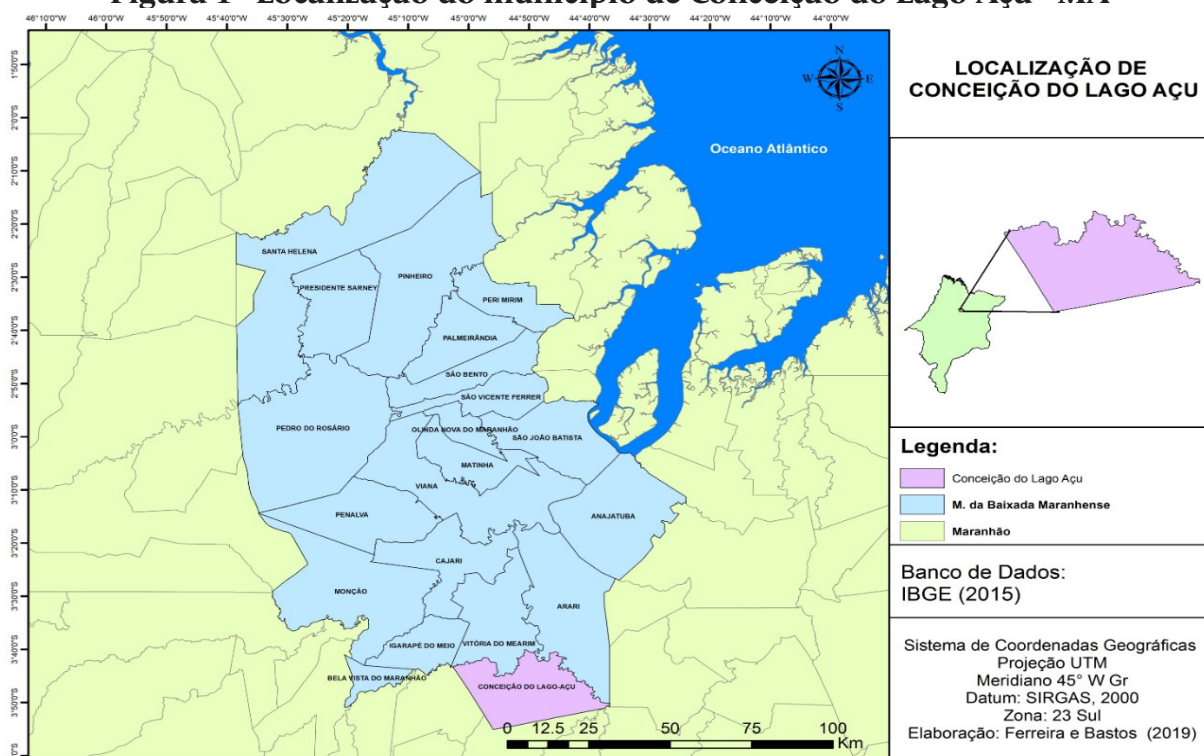 Figura 1 - Localização do município de Conceição do Lago Açu - MA
46°10'0"W 46°0'0"W 45°50'0"W 45°40'0"W 45°30'0"W 45°20'0"W 45°10'0"W 45°0'0"W 44°50'0"W 44°40'0"W 44°30'0"W 44°20'0"W 44°10'0"W 44°0'0"W
1°50'0"S
2°0'0"S
2°10'0"S
2°20'0"S
2°30'0"S
2°40'0"S
2°50'0"S
3°0'0"S
3°10'0"S
3°20'0"S
3°30'0"S
3°40'0"S
3°50'0"S
N
W E
S
Oceano Atlântico
SANTA HELENA
PINHEIRO
PRESIDENTE SARNEY
PERI MIRIM
PALMEIRÂNDIA
SÃO BENTO
SÃO VICENTE FERRER
PEDRO DO ROSÁRIO
OLINDA NOVA DO MARANHÃO
SÃO JOÃO BATISTA
MATINHA
VIANA
PENALVA
ANAJATUBA
CAJARI
MONÇÃO
ARARI
IGARAPÉ DO MEIO
VITÓRIA DO MEARIM
BELA VISTA DO MARANHÃO
CONCEIÇÃO DO LAGO-AÇU
0 12.5 25 50 75 100
Km
LOCALIZAÇÃO DE
CONCEIÇÃO DO LAGO AÇU
Legenda:
Conceição do Lago Açu
M. da Baixada Maranhense
Maranhão
Banco de Dados:
IBGE (2015)
Sistema de Coordenadas Geográficas
Projeção UTM
Meridiano 45° W Gr
Datum: SIRGAS, 2000
Zona: 23 Sul
Elaboração: Ferreira e Bastos (2019)